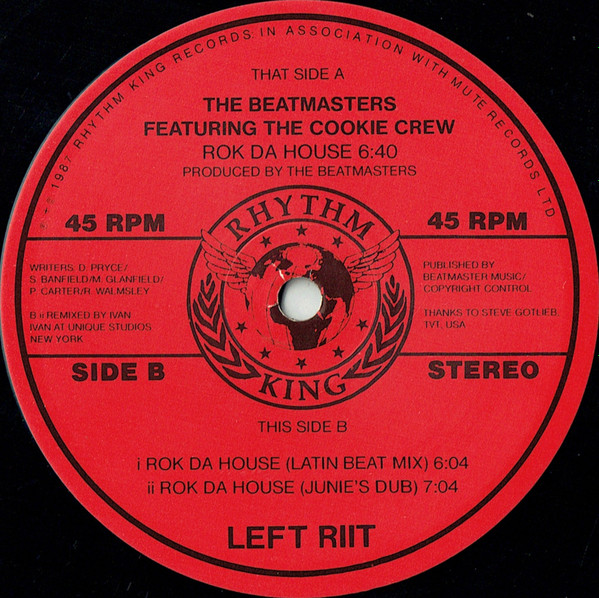 ℗ © 1987 RHYTHM KING RECORDS IN ASSOCIATION WITH MUTE RECORDS LTD
THAT SIDE A
THE BEATMASTERS
FEATURING THE COOKIE CREW
ROK DA HOUSE 6:40
PRODUCED BY THE BEATMASTERS
45 RPM
45 RPM
RHYTHM
KING
WRITERS, D. PRYCE/
S. BANFIELD/M. GLANFIELD/
P. CARTER/R. WALMSLEY
B ii REMIXED BY IVAN
IVAN AT UNIQUE STUDIOS
NEW YORK
PUBLISHED BY
BEATMASTER MUSIC/
COPYRIGHT CONTROL
THANKS TO STEVE GOTLIEB,
TVT, USA
SIDE B
STEREO
THIS SIDE B
i ROK DA HOUSE (LATIN BEAT MIX) 6:04
ii ROK DA HOUSE (JUNIE'S DUB) 7:04
LEFT RIIT